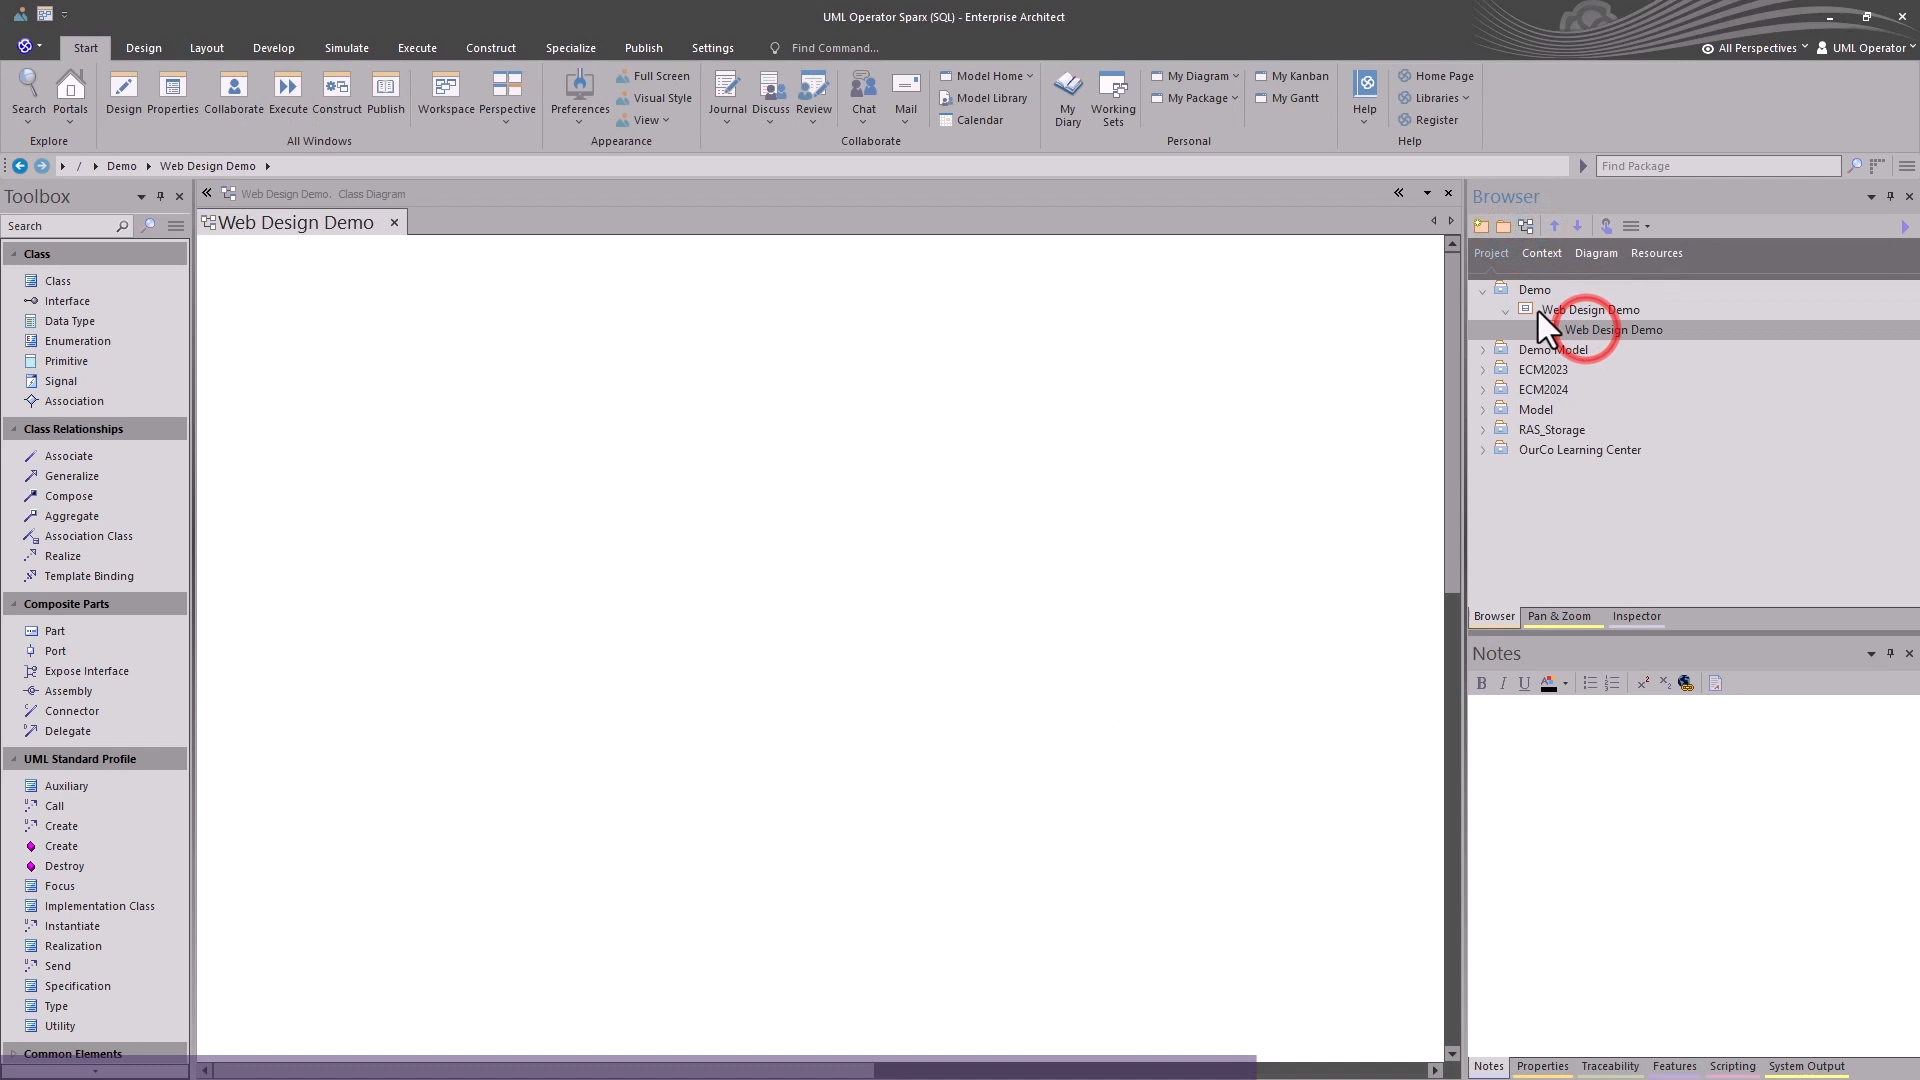 UML Operator Sparx (SQL) - Enterprise Architect
Start Design Layout Develop Simulate Execute Construct Specialize Publish Settings Find Command... All Perspectives UML Operator
Search Portals Design Properties Collaborate Execute Construct Publish Workspace Perspective Preferences Full Screen Visual Style View Journal Discuss Review Chat Mail Model Home Model Library Calendar My Diary Working Sets My Diagram My Package My Kanban My Gantt Help Home Page Libraries Register
Explore All Windows Appearance Collaborate Personal Help
/ Demo Web Design Demo Find Package
Toolbox
Search
Class
Class
Interface
Data Type
Enumeration
Primitive
Signal
Association
Class Relationships
Associate
Generalize
Compose
Aggregate
Association Class
Realize
Template Binding
Composite Parts
Part
Port
Expose Interface
Assembly
Connector
Delegate
UML Standard Profile
Auxiliary
Call
Create
Create
Destroy
Focus
Implementation Class
Instantiate
Realization
Send
Specification
Type
Utility
Common Elements
Web Design Demo. Class Diagram
Web Design Demo
Browser
Project Context Diagram Resources
Demo
Web Design Demo
Web Design Demo
Demo Model
ECM2023
ECM2024
Model
RAS_Storage
OurCo Learning Center
Browser Pan & Zoom Inspector
Notes
B I U A x² x₂
Notes Properties Traceability Features Scripting System Output